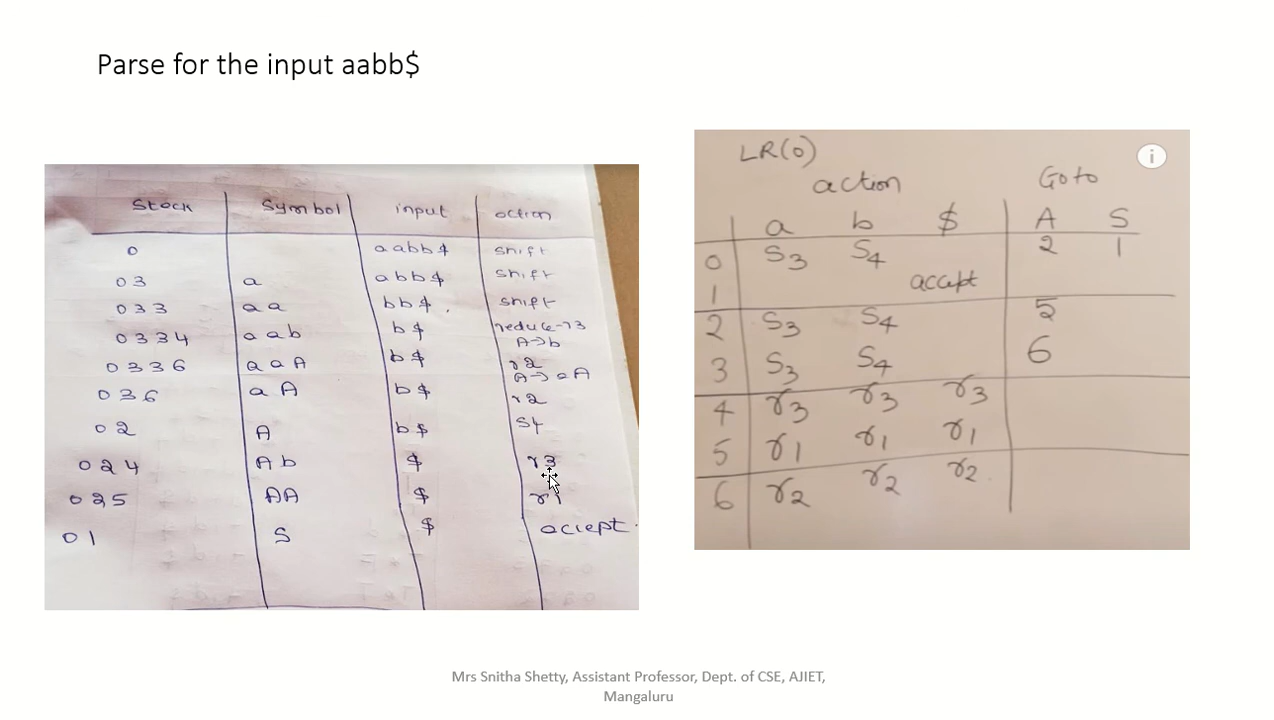 Parse for the input aabb$
Stack Symbol input action
0 aabb$ shift
03 a abb$ shift
033 aa bb$ shift
0334 aab b$ reduce r3
A→b
0336 aaA b$ r2
A→aA
036 aA b$ r2
02 A b$ S4
024 Ab $ r3
025 AA $ r1
01 S $ accept
LR(0)
action Goto
a b $ A S
0 S3 S4 2 1
1 accept
2 S3 S4 5
3 S3 S4 6
4 r3 r3 r3
5 r1 r1 r1
6 r2 r2 r2
Mrs Snitha Shetty, Assistant Professor, Dept. of CSE, AJIET,
Mangaluru